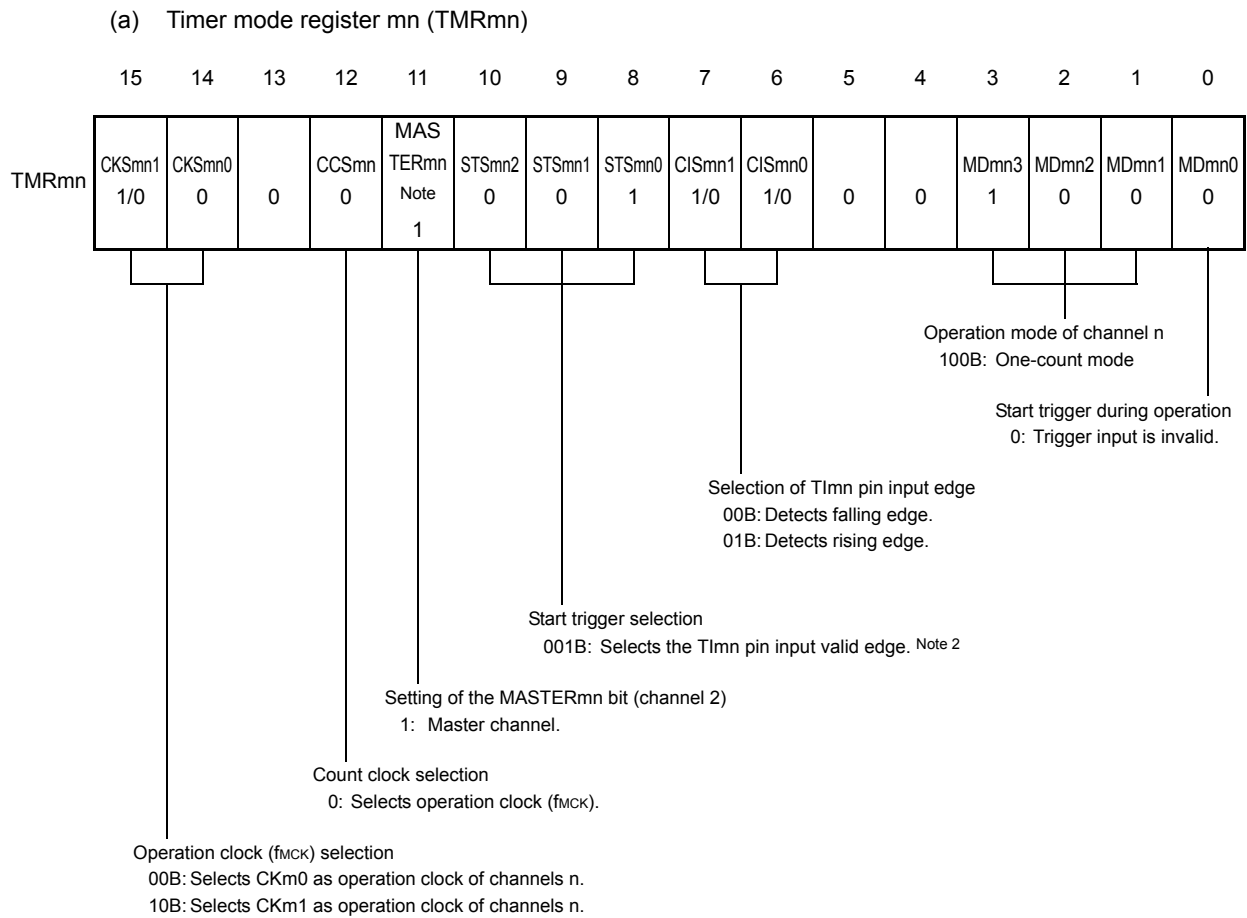 (a) Timer mode register mn (TMRmn)
15 14 13 12 11 10 9 8 7 6 5 4 3 2 1 0
TMRmn
CKSmn1 CKSmn0 CCSmn MAS TERmn Note STSmn2 STSmn1 STSmn0 CISmn1 CISmn0 MDmn3 MDmn2 MDmn1 MDmn0
1/0 0 0 0 1 0 0 1 1/0 1/0 0 0 1 0 0 0
Operation mode of channel n
100B: One-count mode
Start trigger during operation
0: Trigger input is invalid.
Selection of TImn pin input edge
00B: Detects falling edge.
01B: Detects rising edge.
Start trigger selection
001B: Selects the TImn pin input valid edge. Note 2
Setting of the MASTERmn bit (channel 2)
1: Master channel.
Count clock selection
0: Selects operation clock (fMCK).
Operation clock (fMCK) selection
00B: Selects CKm0 as operation clock of channels n.
10B: Selects CKm1 as operation clock of channels n.